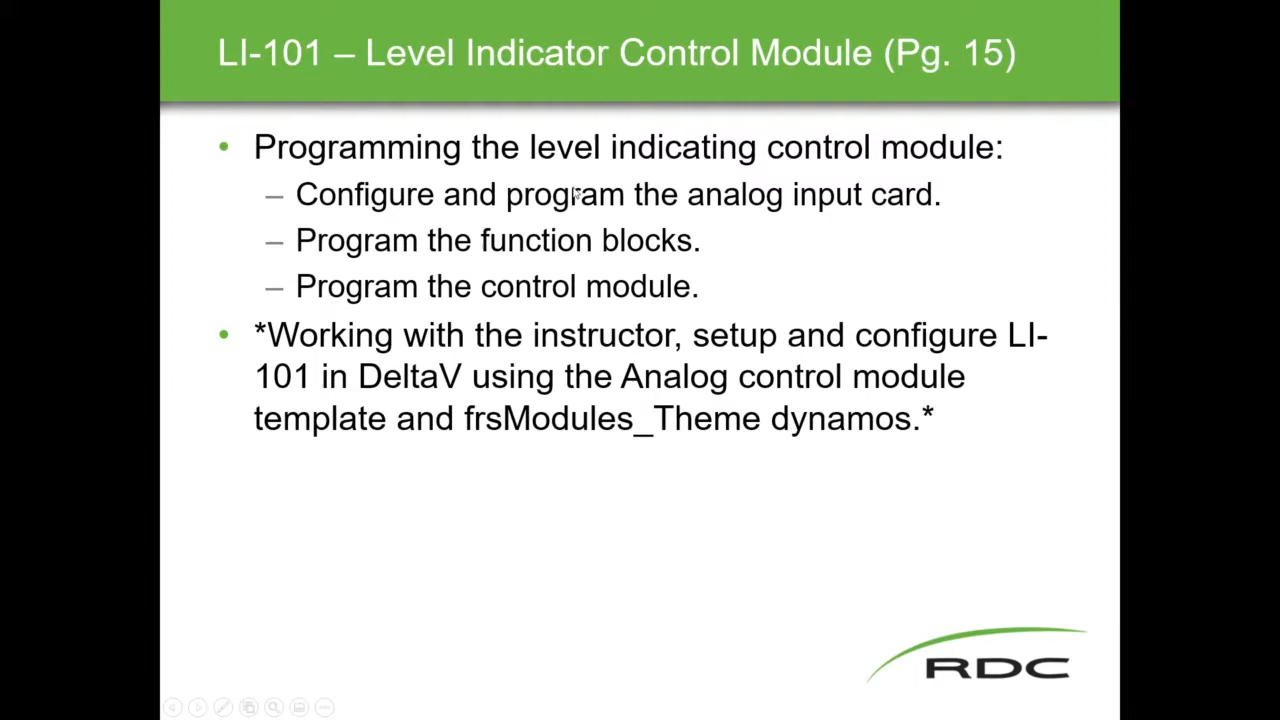 LI-101 – Level Indicator Control Module (Pg. 15)
• Programming the level indicating control module:
– Configure and program the analog input card.
– Program the function blocks.
– Program the control module.
• *Working with the instructor, setup and configure LI-
101 in DeltaV using the Analog control module
template and frsModules_Theme dynamos.*
RDC